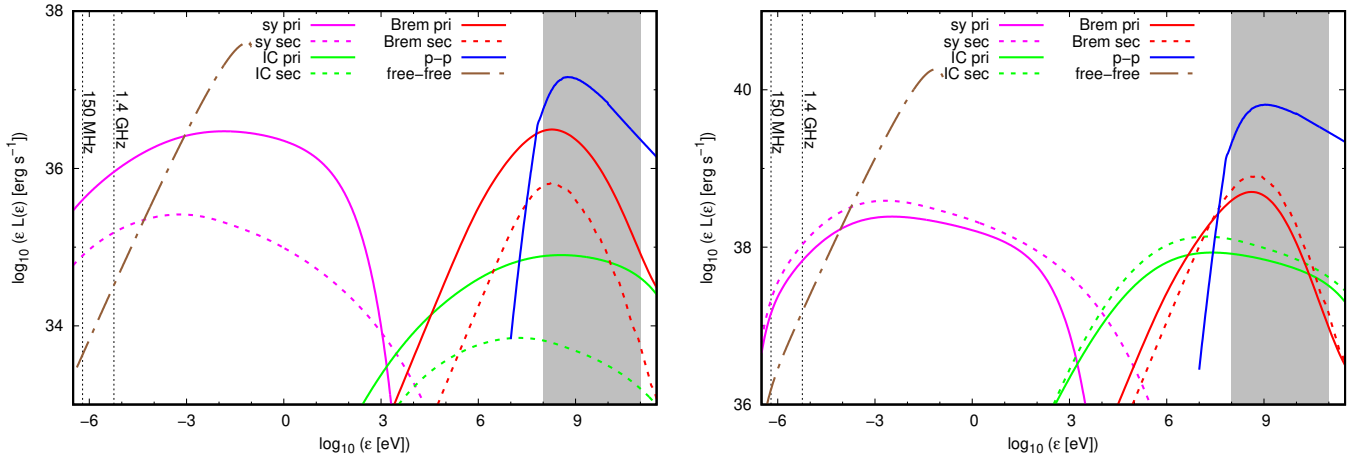 38
37
36
35
34
log₁₀ (ε L(ε) [erg s⁻¹])
sy pri
sy sec
IC pri
IC sec
Brem pri
Brem sec
p−p
free−free
150 MHz
1.4 GHz
−6 −3 0 3 6 9
log₁₀ (ε [eV])
40
38
36
log₁₀ (ε L(ε) [erg s⁻¹])
sy pri
sy sec
IC pri
IC sec
Brem pri
Brem sec
p−p
free−free
150 MHz
1.4 GHz
−6 −3 0 3 6 9
log₁₀ (ε [eV])